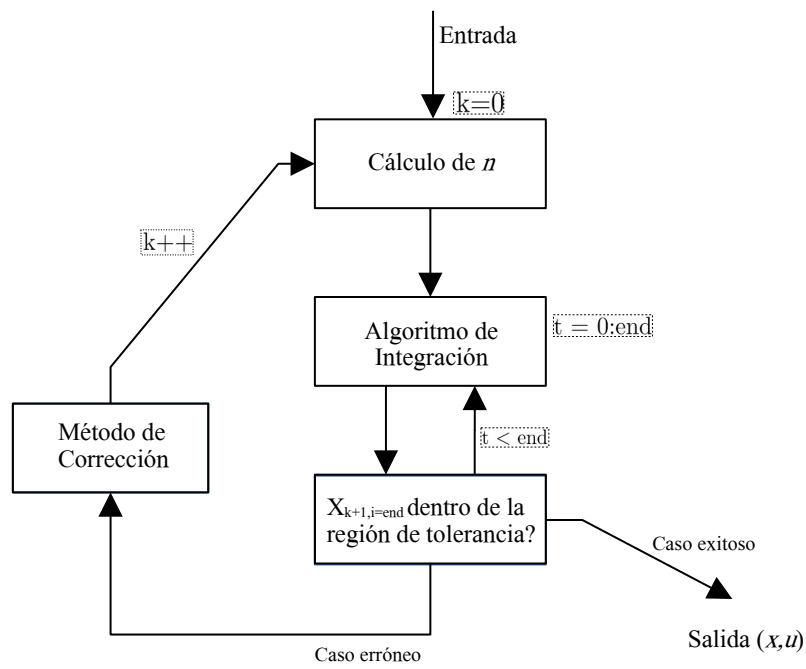 Entrada
k=0
Cálculo de n
k++
Algoritmo de
Integración
t = 0:end
Método de
Corrección
t < end
Xk+1,i=end dentro de la
región de tolerancia?
Caso exitoso
Salida (x,u)
Caso erróneo